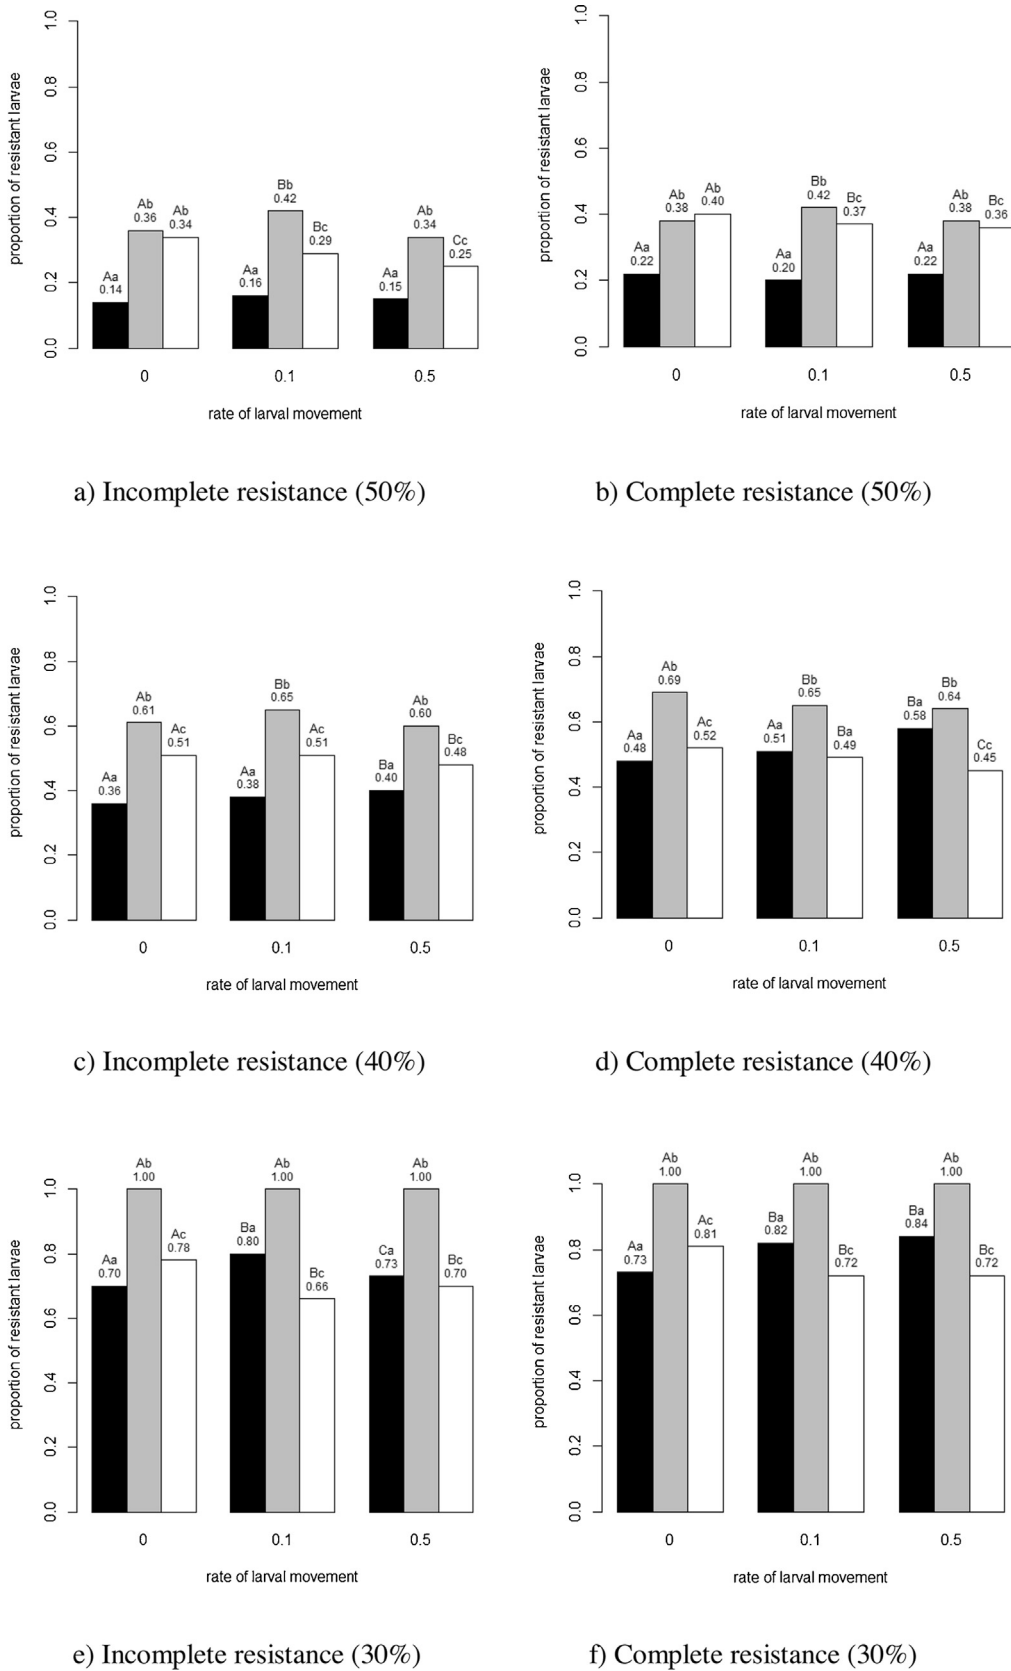 1.0
0.8
0.6
0.4
0.2
0.0
proportion of resistant larvae
Aa
0.14
Ab
0.36
Ab
0.34
Aa
0.16
Bb
0.42
Bc
0.29
Aa
0.15
Ab
0.34
Cc
0.25
0 0.1 0.5
rate of larval movement
a) Incomplete resistance (50%)
1.0
0.8
0.6
0.4
0.2
0.0
proportion of resistant larvae
Aa
0.22
Ab
0.38
Ab
0.40
Aa
0.20
Bb
0.42
Bc
0.37
Aa
0.22
Ab
0.38
Bc
0.36
0 0.1 0.5
rate of larval movement
b) Complete resistance (50%)
1.0
0.8
0.6
0.4
0.2
0.0
proportion of resistant larvae
Aa
0.36
Ab
0.61
Ac
0.51
Aa
0.38
Bb
0.65
Ac
0.51
Ba
0.40
Ab
0.60
Bc
0.48
0 0.1 0.5
rate of larval movement
c) Incomplete resistance (40%)
1.0
0.8
0.6
0.4
0.2
0.0
proportion of resistant larvae
Aa
0.48
Ab
0.69
Ac
0.52
Aa
0.51
Bb
0.65
Ba
0.49
Ba
0.58
Bb
0.64
Cc
0.45
0 0.1 0.5
rate of larval movement
d) Complete resistance (40%)
1.0
0.8
0.6
0.4
0.2
0.0
proportion of resistant larvae
Aa
0.70
Ab
1.00
Ac
0.78
Ba
0.80
Ab
1.00
Bc
0.66
Ca
0.73
Ab
1.00
Bc
0.70
0 0.1 0.5
rate of larval movement
e) Incomplete resistance (30%)
1.0
0.8
0.6
0.4
0.2
0.0
proportion of resistant larvae
Aa
0.73
Ab
1.00
Ac
0.81
Ba
0.82
Ab
1.00
Bc
0.72
Ba
0.84
Ab
1.00
Bc
0.72
0 0.1 0.5
rate of larval movement
f) Complete resistance (30%)